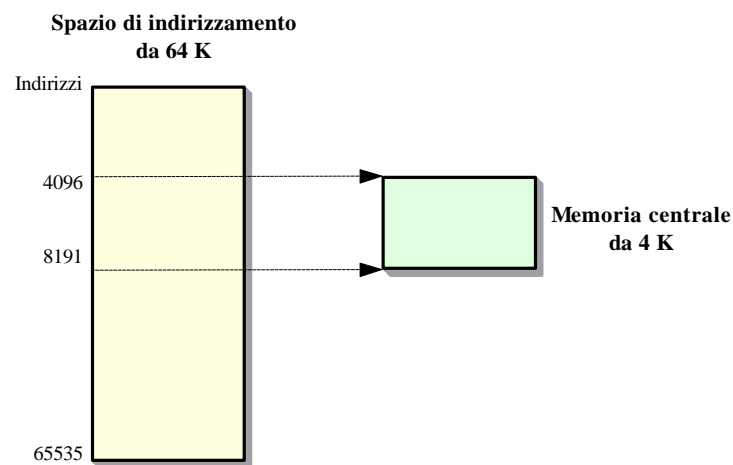 Spazio di indirizzamento
da 64 K
Indirizzi
4096
8191
65535
Memoria centrale
da 4 K